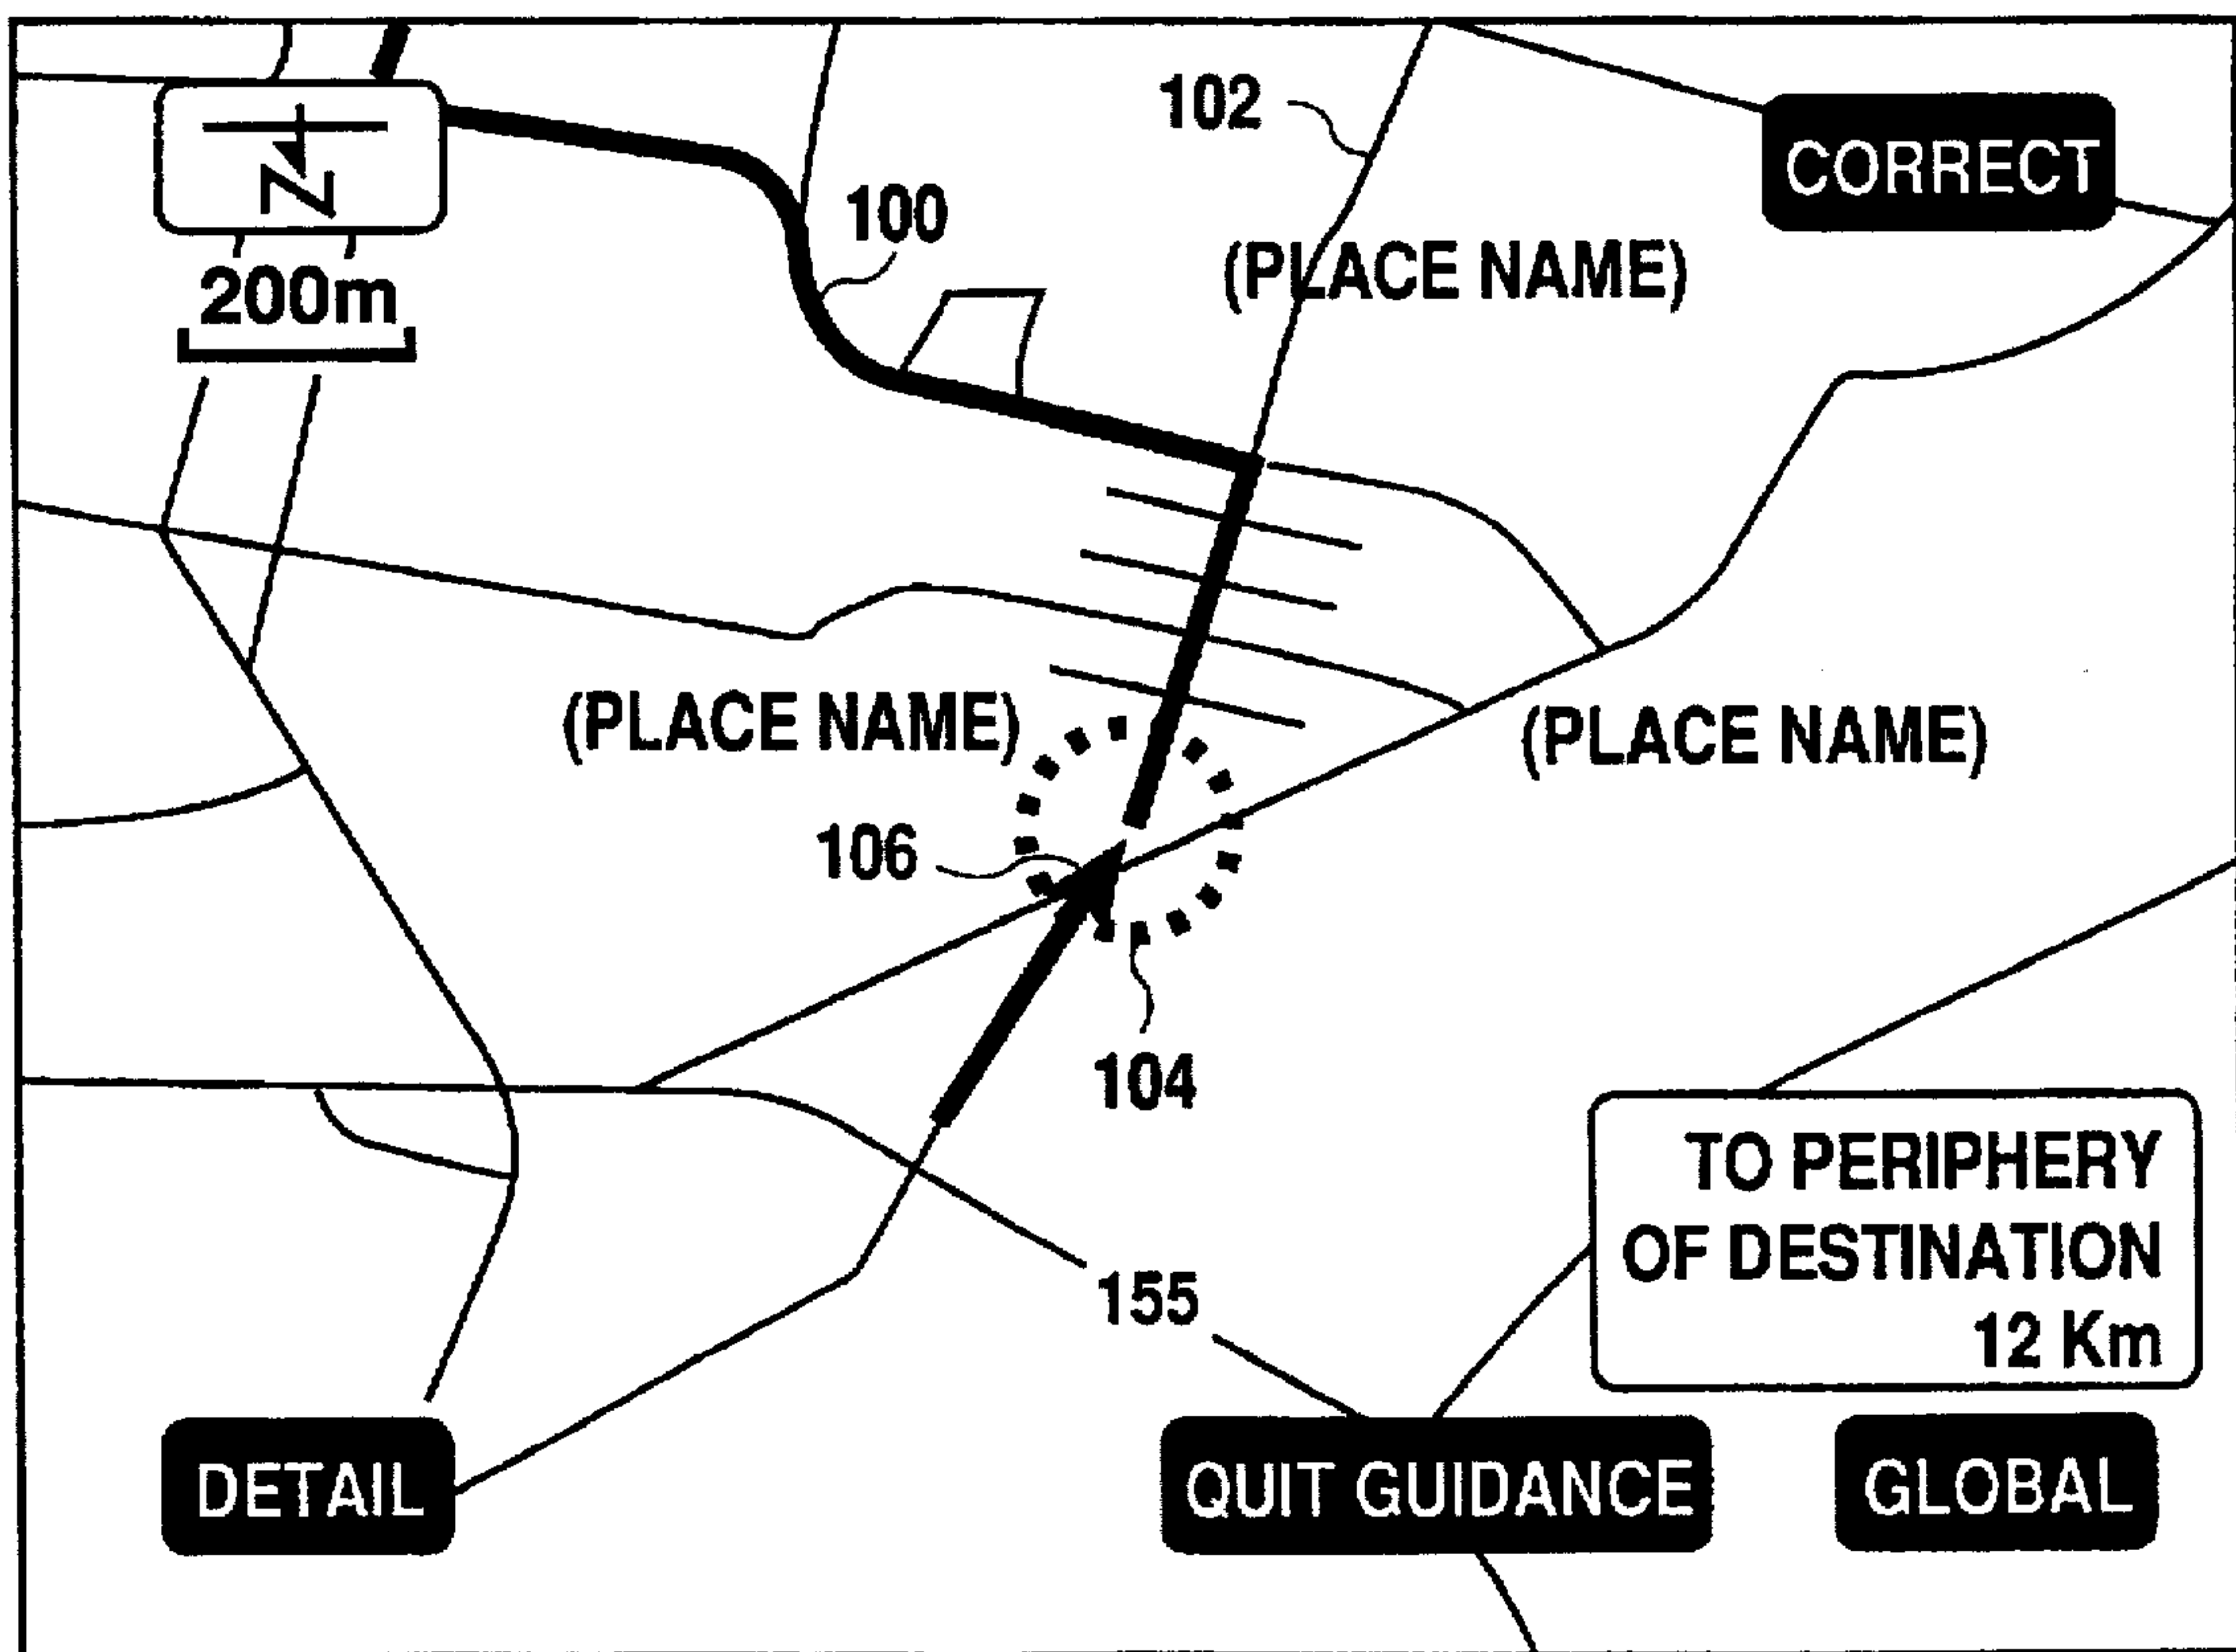 102
CORRECT
N
100
(PLACE NAME)
200m
(PLACE NAME)
(PLACE NAME)
106
104
TO PERIPHERY
OF DESTINATION
12 Km
155
DETAIL
QUIT GUIDANCE
GLOBAL